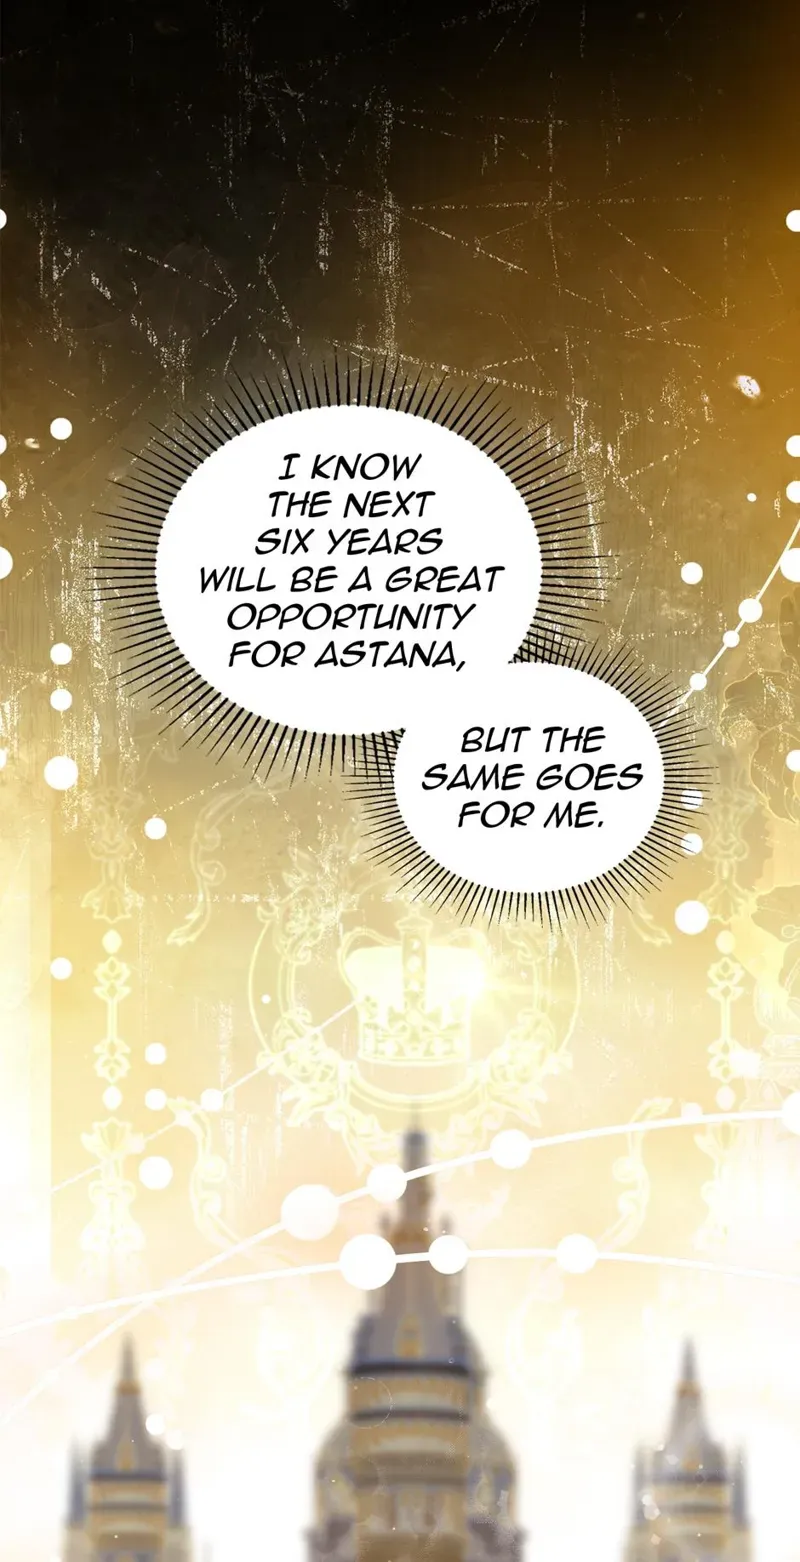 I KNOW
THE NEXT
SIX YEARS
WILL BE A GREAT
OPPORTUNITY
FOR ASTANA,
BUT THE
SAME GOES
FOR ME.